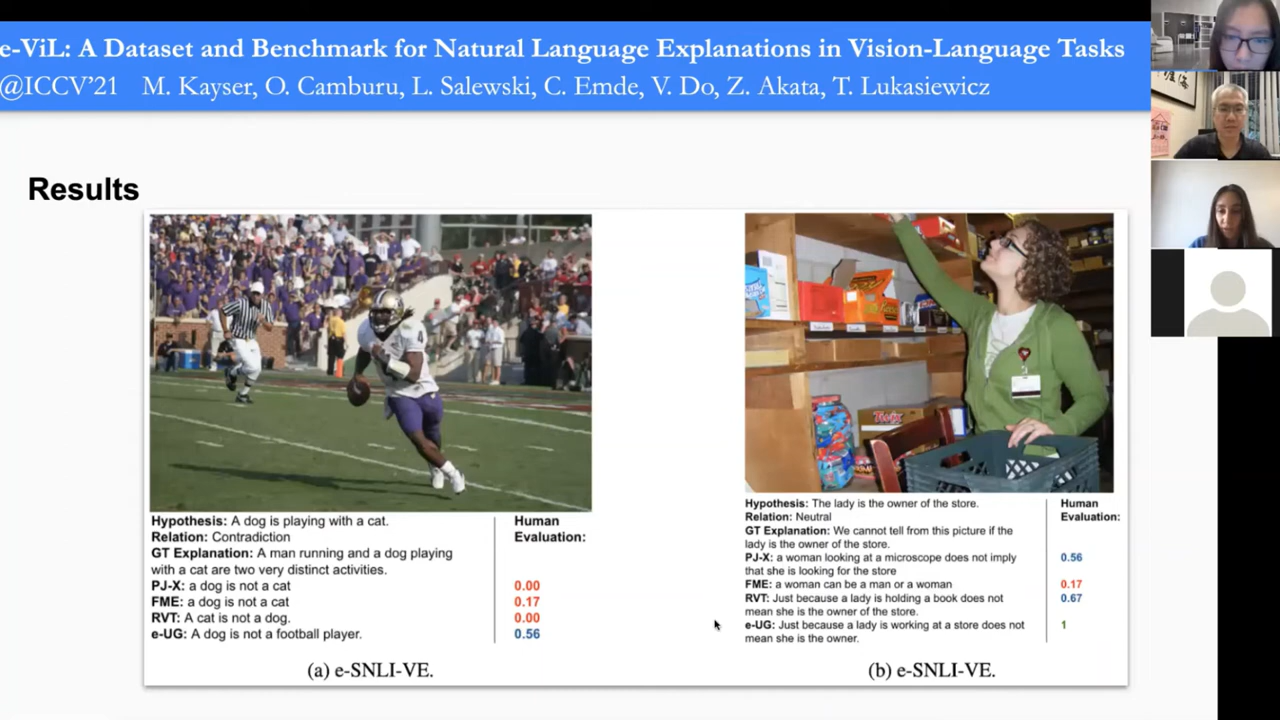 e-ViL: A Dataset and Benchmark for Natural Language Explanations in Vision-Language Tasks
@ICCV'21 M. Kayser, O. Camburu, L. Salewski, C. Emde, V. Do, Z. Akata, T. Lukasiewicz
Results
4
Hypothesis: A dog is playing with a cat.
Relation: Contradiction
GT Explanation: A man running and a dog playing
with a cat are two very distinct activities.
PJ-X: a dog is not a cat
FME: a dog is not a cat
RVT: A cat is not a dog.
e-UG: A dog is not a football player.
Human
Evaluation:
0.00
0.17
0.00
0.56
(a) e-SNLI-VE.
Twix
Hypothesis: The lady is the owner of the store.
Relation: Neutral
GT Explanation: We cannot tell from this picture if the
lady is the owner of the store.
PJ-X: a woman looking at a microscope does not imply
that she is looking for the store
FME: a woman can be a man or a woman
RVT: Just because a lady is holding a book does not
mean she is the owner of the store.
e-UG: Just because a lady is working at a store does not
mean she is the owner.
Human
Evaluation:
0.56
0.17
0.67
1
(b) e-SNLI-VE.